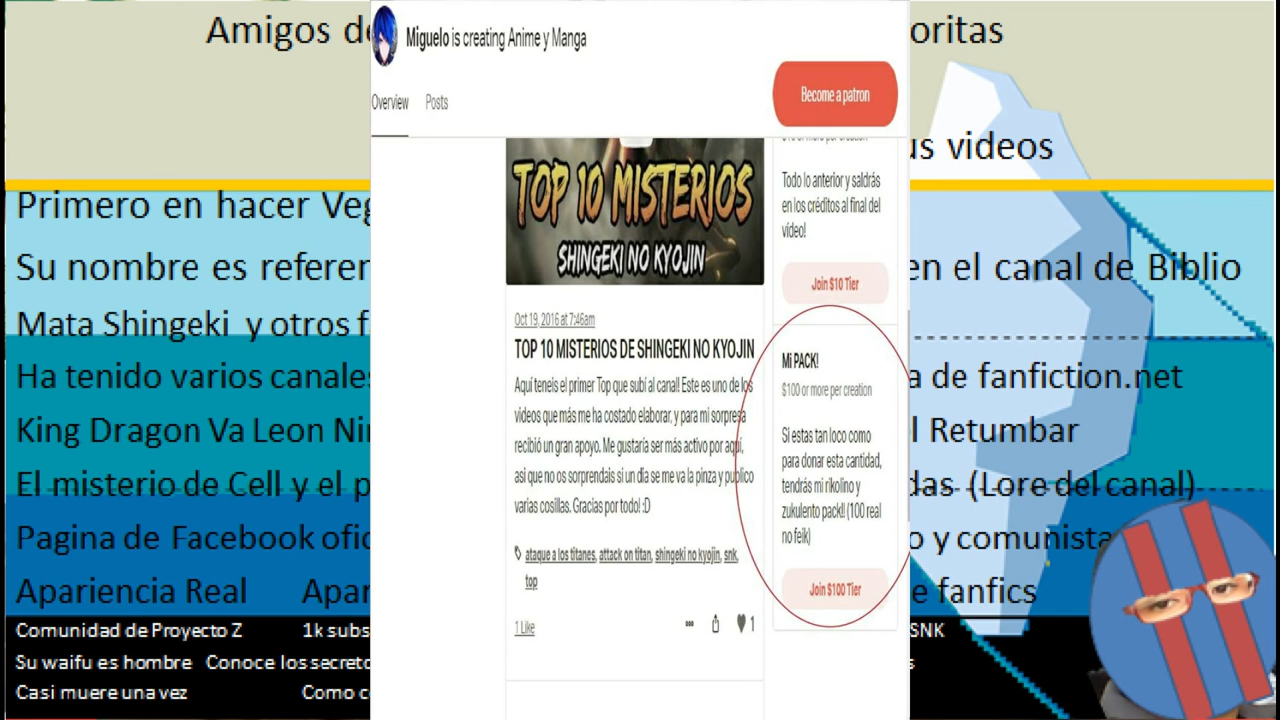 Amigos de
oritas
us videos
Primero en hacer Veg
Su nombre es referen
en el canal de Biblio
Mata Shingeki y otros f
Ha tenido varios canales
a de fanfiction.net
King Dragon Va Leon Nin
l Retumbar
El misterio de Cell y el p
das (Lore del canal)
Pagina de Facebook ofic
o y comunista
Apariencia Real
Apar
e fanfics
Comunidad de Proyecto Z
1k subs
SNK
Su waifu es hombre
Conoce los secreto
s
Casi muere una vez
Como c
Miguelo is creating Anime y Manga
Become a patron
Overview
Posts
TOP 10 MISTERIOS
SHINGEKI NO KYOJIN
Oct 19, 2016 at 7:46am
TOP 10 MISTERIOS DE SHINGEKI NO KYOJIN
Aqui teneis el primer Top que subí al canal! Este es uno de los
videos que más me ha costado elaborar, y para mi sorpresa
recibió un gran apoyo. Me gustaría ser más activo por aquí,
asi que no os sorprendais si un día se me va la pinza y publico
varias cosillas. Gracias por todo! :D
ataque a los titanes, attack on titan, shingeki no kyojin, snk,
top
1 Like
1
or more per creation
Todo lo anterior y saldrás
en los créditos al final del
vídeo!
Join $10 Tier
Mi PACK!
$100 or more per creation
Si estas tan loco como
para donar esta cantidad,
tendrás mi rikolino y
zukulento pack!! (100 real
no feik)
Join $100 Tier